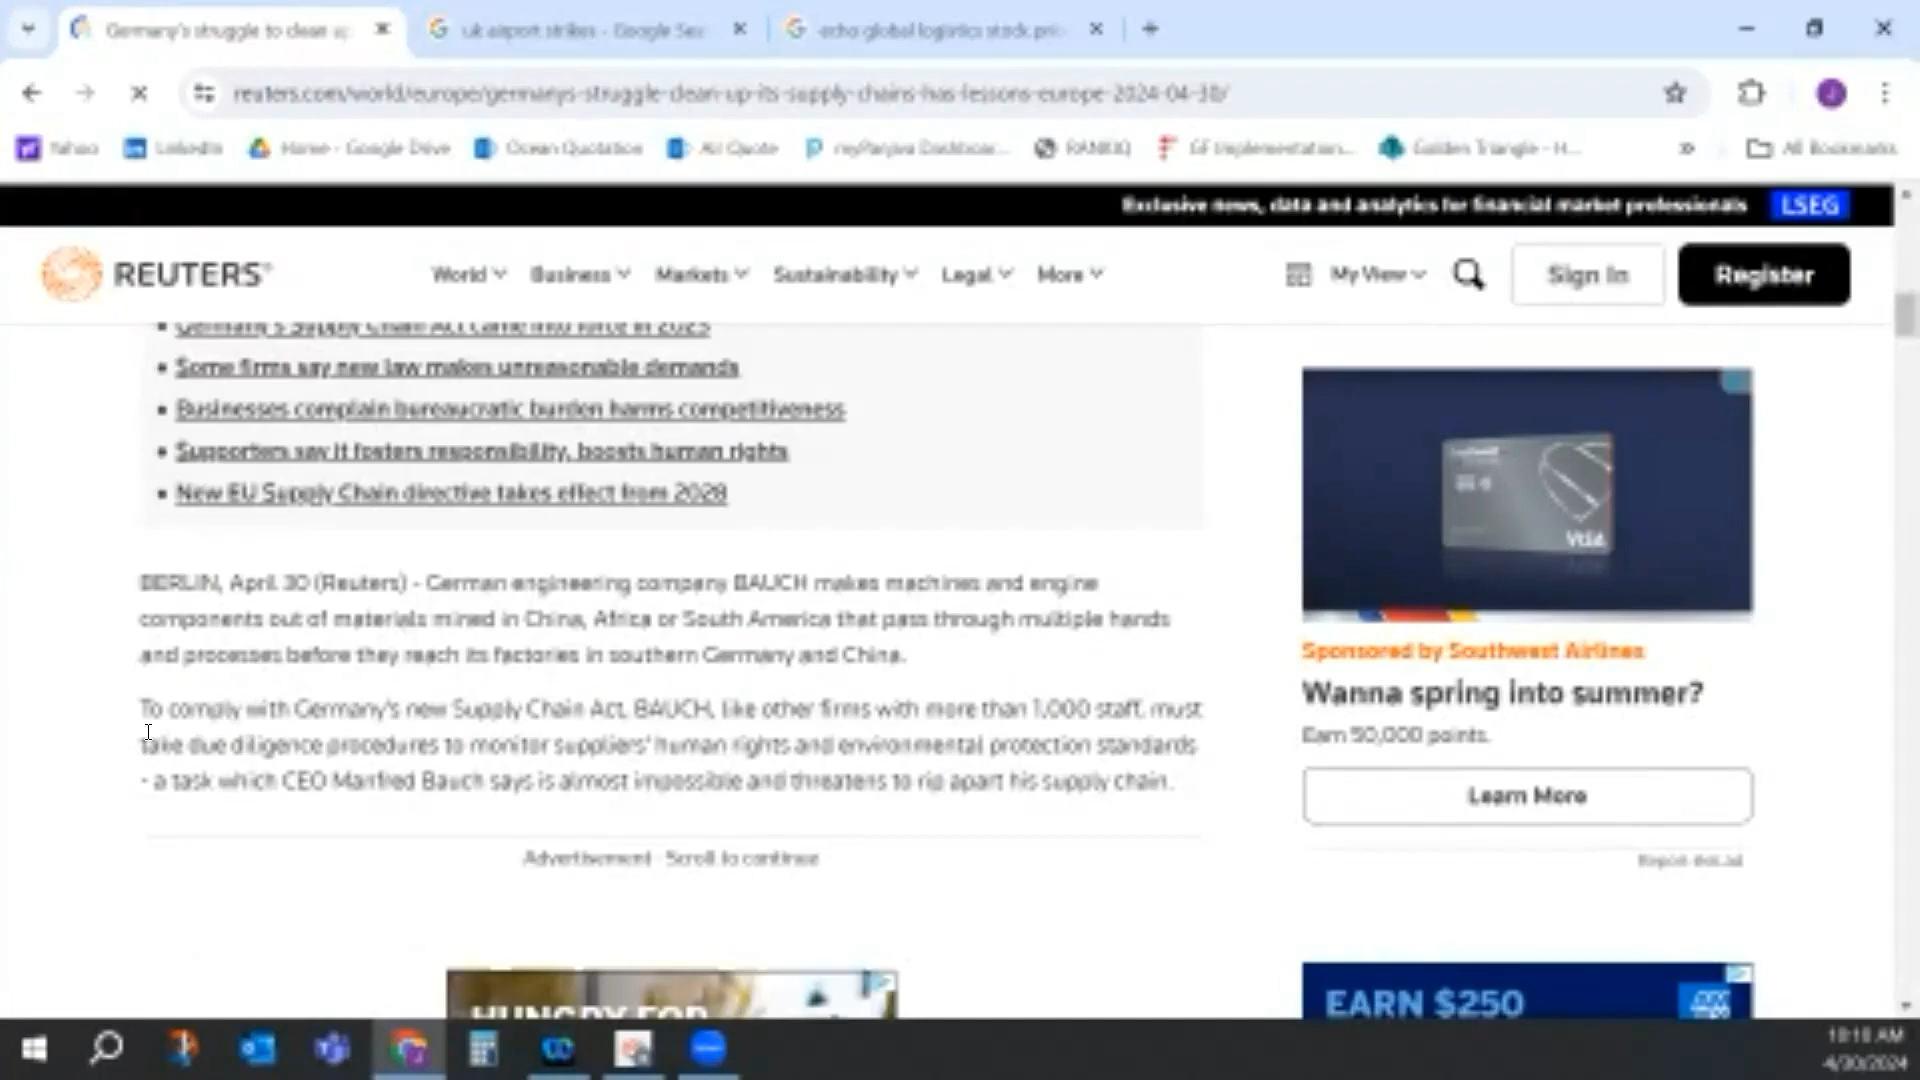 Germany's struggle to clean up
uk airport strikes - Google Sea
echo global logistics stock pric
reuters.com/world/europe/germanys-struggle-clean-up-its-supply-chains-has-lessons-europe-2024-04-30/
Yahoo
LinkedIn
Home - Google Drive
Ocean Quotation
Air Quote
myPanjiva Dashboar...
GF Implementation...
Golden Triangle - H...
All Bookmarks
Exclusive news, data and analytics for financial market professionals
LSEG
REUTERS
World
Business
Markets
Sustainability
Legal
More
My View
Sign In
Register
• Germany's Supply Chain Act came into force in 2023
• Some firms say new law makes unreasonable demands
• Businesses complain bureaucratic burden harms competitiveness
• Supporters say it fosters responsibility, boosts human rights
• New EU Supply Chain directive takes effect from 2028
BERLIN, April 30 (Reuters) - German engineering company BAUCH makes machines and engine
components out of materials mined in China, Africa or South America that pass through multiple hands
and processes before they reach its factories in southern Germany and China.
To comply with Germany's new Supply Chain Act, BAUCH, like other firms with more than 1,000 staff, must
take due diligence procedures to monitor suppliers' human rights and environmental protection standards
- a task which CEO Manfred Bauch says is almost impossible and threatens to rip apart his supply chain.
Advertisement · Scroll to continue
HUNGRY FOR
VISA
Sponsored by Southwest Airlines
Wanna spring into summer?
Earn 50,000 points.
Learn More
Report this ad
EARN $250
10:10 AM
4/30/2024